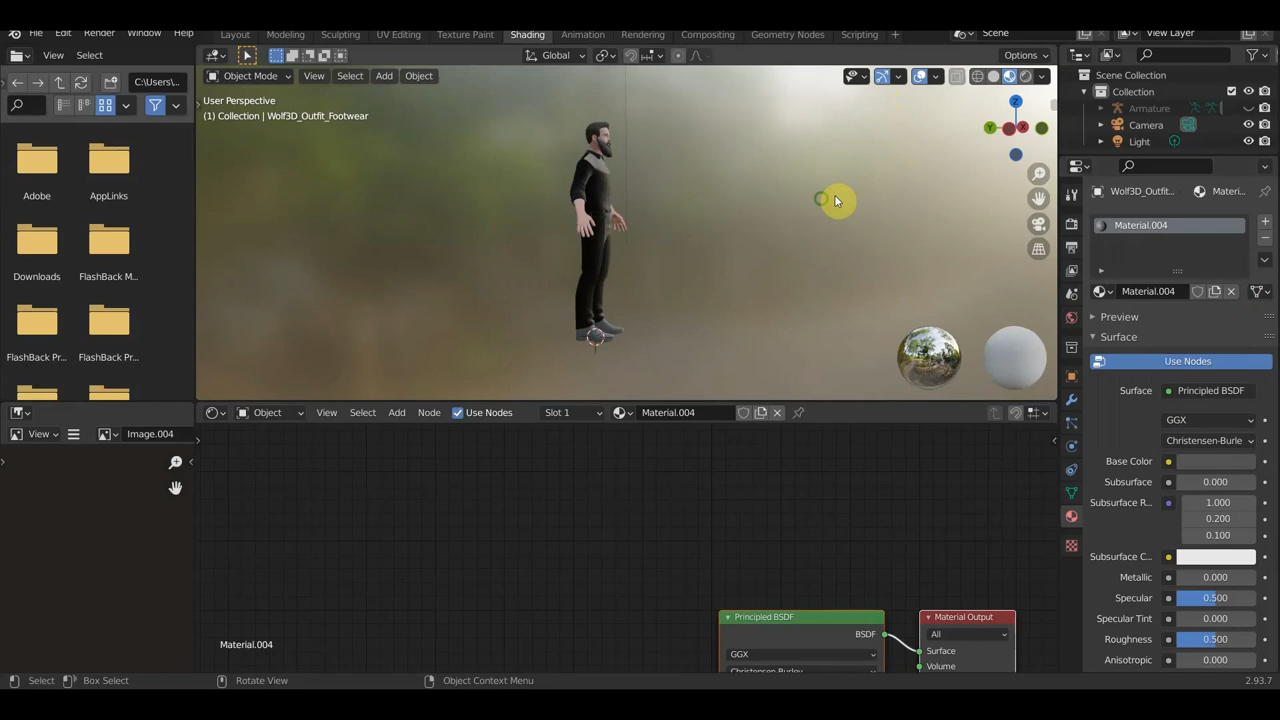 File Edit Render Window Help Layout Modeling Sculpting UV Editing Texture Paint Shading Animation Rendering Compositing Geometry Nodes Scripting + Scene View Layer
View Select Global Options
C:\Users\... Object Mode View Select Add Object
User Perspective
(1) Collection | Wolf3D_Outfit_Footwear
Scene Collection
Collection
Armature
Camera
Light
Z
Y
X
Adobe AppLinks
Downloads FlashBack M...
FlashBack Pr... FlashBack Pr...
Wolf3D_Outfit... Materi...
Material.004
Material.004
Preview
Surface
Use Nodes
Surface Principled BSDF
GGX
Christensen-Burle
Base Color
Subsurface 0.000
Subsurface R... 1.000
0.200
0.100
Subsurface C...
Metallic 0.000
Specular 0.500
Specular Tint 0.000
Roughness 0.500
Anisotropic 0.000
View Image.004
Object View Select Add Node Use Nodes Slot 1 Material.004
Principled BSDF
BSDF
GGX
Christensen-Burley
Material Output
All
Surface
Volume
Material.004
Select Box Select Rotate View Object Context Menu 2.93.7